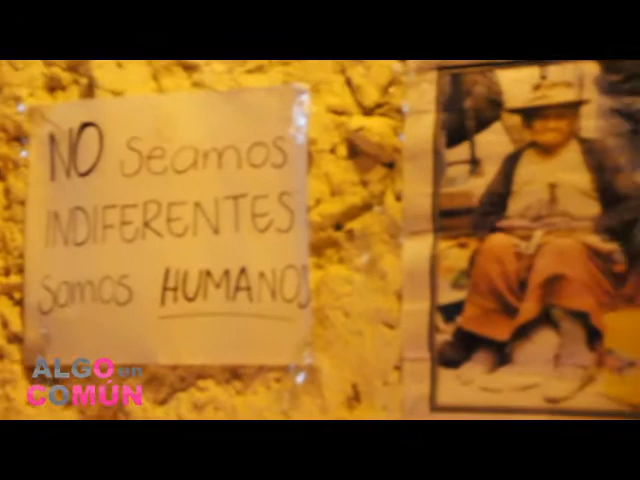 NO Seamos
INDIFERENTES
Somos HUMANOS
ALGO en
COMÚN